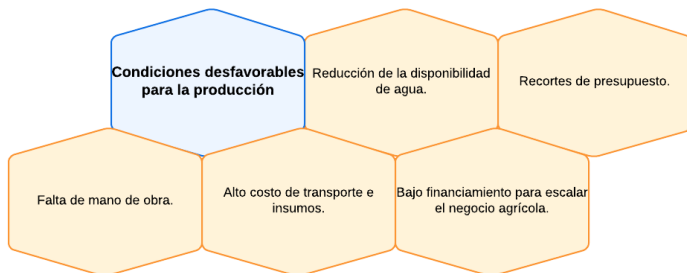 Condiciones desfavorables
para la producción
Reducción de la disponibilidad
de agua.
Recortes de presupuesto.
Falta de mano de obra.
Alto costo de transporte e
insumos.
Bajo financiamiento para escalar
el negocio agrícola.